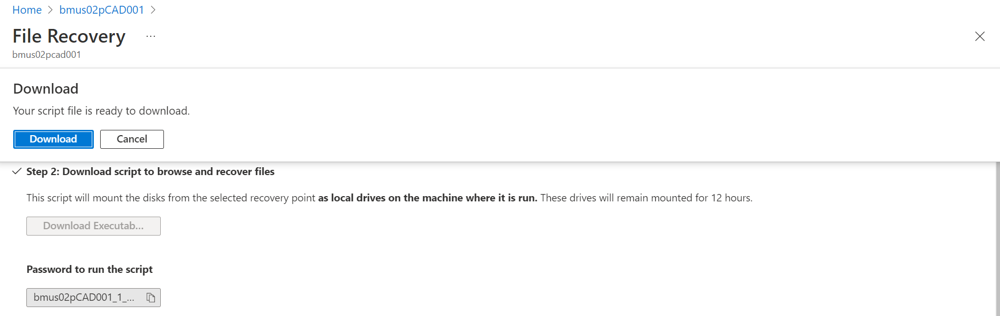 Home > bmus02pCAD001 >
File Recovery ...
bmus02pcad001
Download
Your script file is ready to download.
Download Cancel
Step 2: Download script to browse and recover files
This script will mount the disks from the selected recovery point as local drives on the machine where it is run. These drives will remain mounted for 12 hours.
Download Executab...
Password to run the script
bmus02pCAD001_1_...